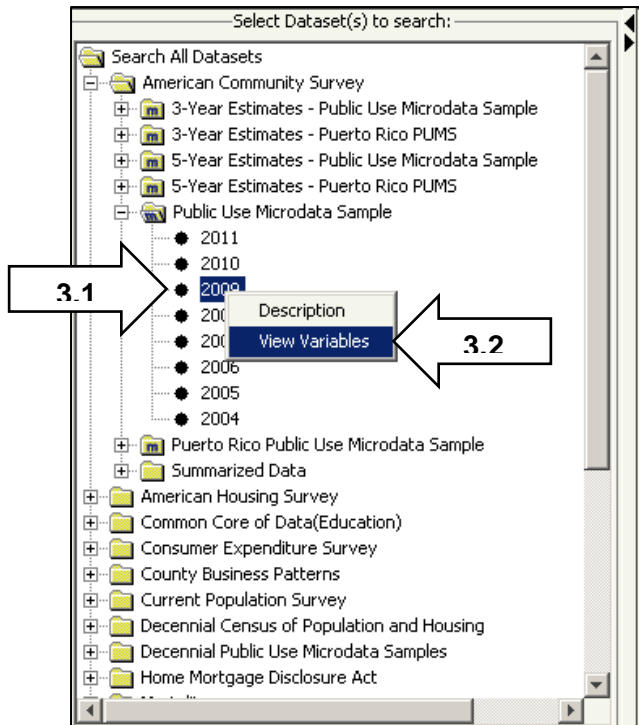 Select Dataset(s) to search:
Search All Datasets
American Community Survey
3-Year Estimates - Public Use Microdata Sample
3-Year Estimates - Puerto Rico PUMS
5-Year Estimates - Public Use Microdata Sample
5-Year Estimates - Puerto Rico PUMS
Public Use Microdata Sample
2011
2010
3.1
2009
Description
View Variables
3.2
2006
2005
2004
Puerto Rico Public Use Microdata Sample
Summarized Data
American Housing Survey
Common Core of Data(Education)
Consumer Expenditure Survey
County Business Patterns
Current Population Survey
Decennial Census of Population and Housing
Decennial Public Use Microdata Samples
Home Mortgage Disclosure Act